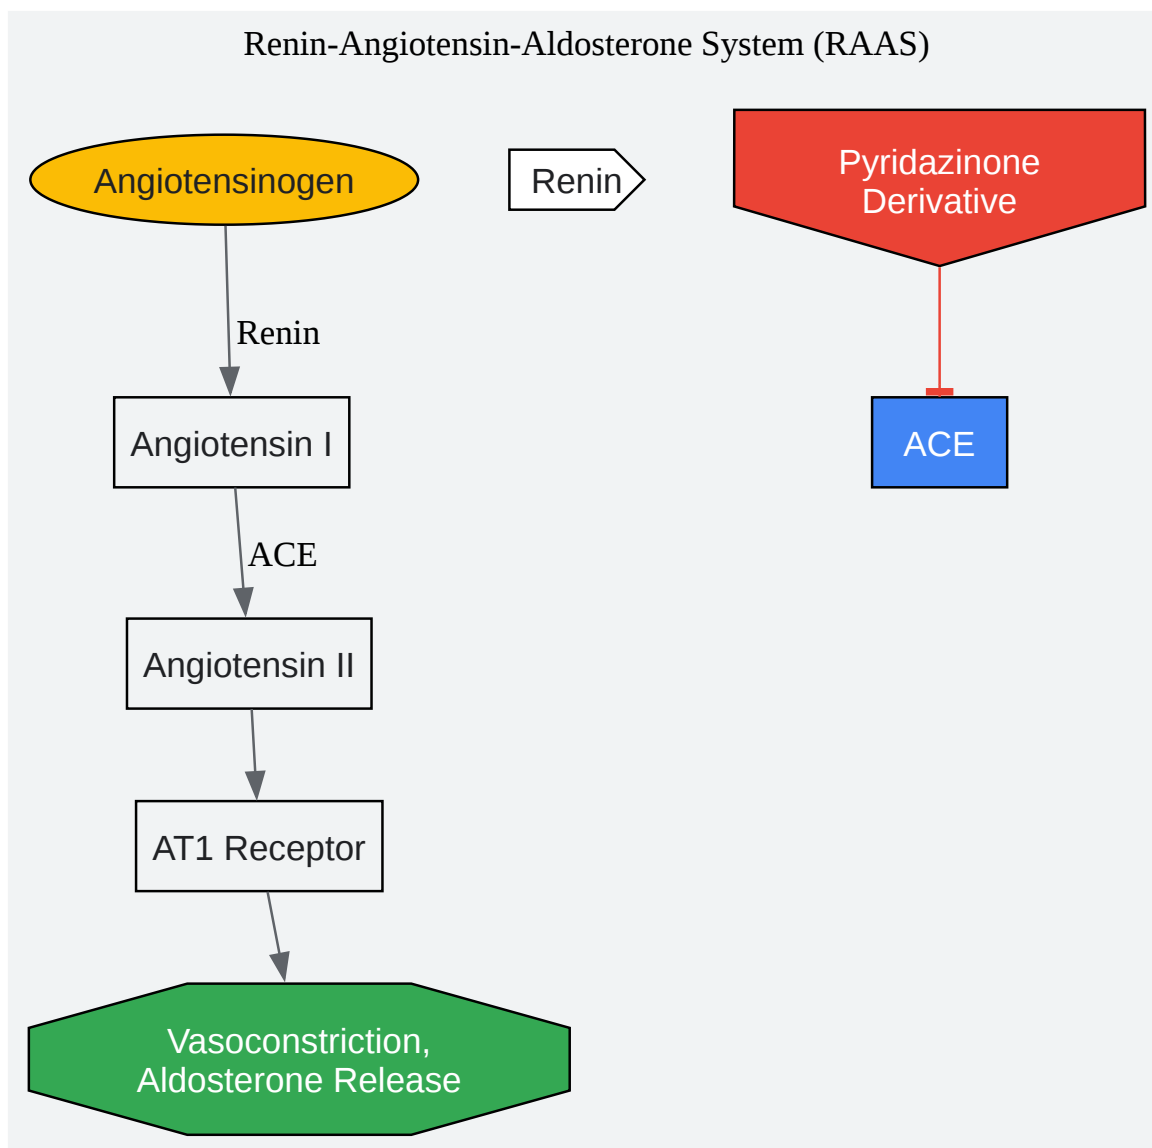 Renin-Angiotensin-Aldosterone System (RAAS)
Angiotensinogen
Renin
Pyridazinone
Derivative
Renin
Angiotensin I
ACE
ACE
Angiotensin II
AT1 Receptor
Vasoconstriction,
Aldosterone Release